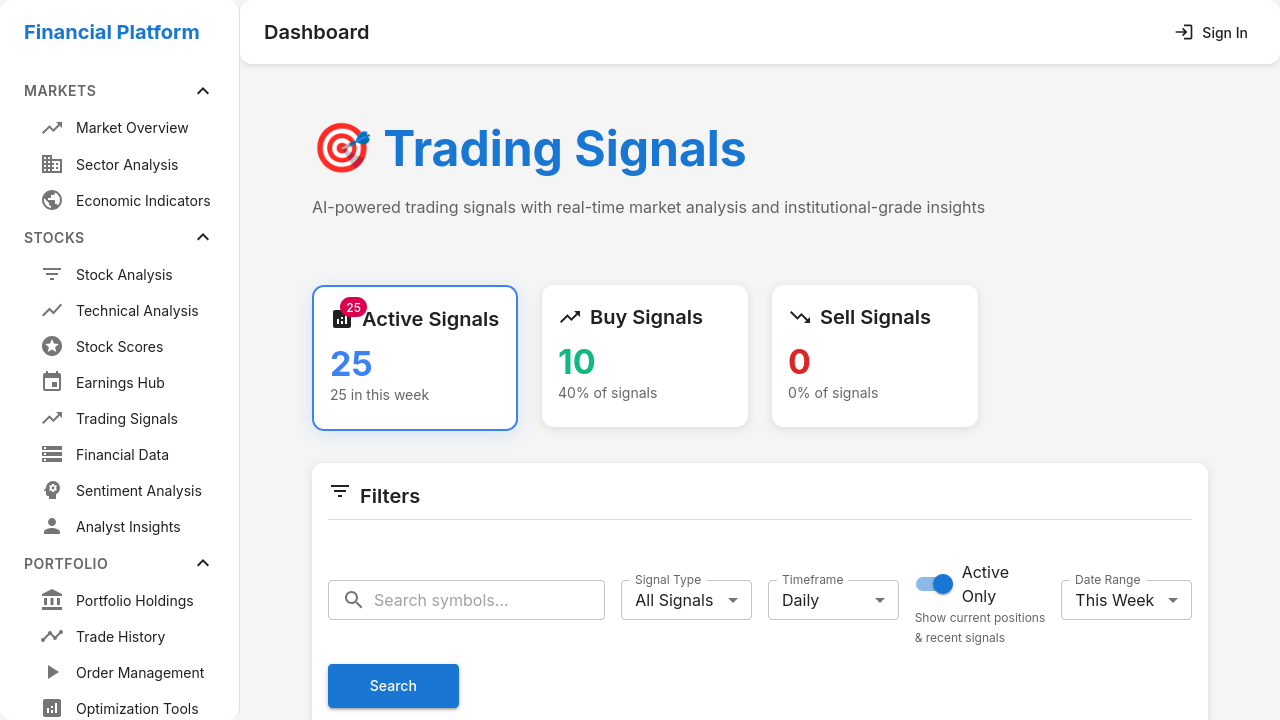 Financial Platform
Dashboard
Sign In
MARKETS
Market Overview
Sector Analysis
Economic Indicators
STOCKS
Stock Analysis
Technical Analysis
Stock Scores
Earnings Hub
Trading Signals
Financial Data
Sentiment Analysis
Analyst Insights
PORTFOLIO
Portfolio Holdings
Trade History
Order Management
Optimization Tools
Trading Signals
AI-powered trading signals with real-time market analysis and institutional-grade insights
25
Active Signals
25
25 in this week
Buy Signals
10
40% of signals
Sell Signals
0
0% of signals
Filters
Search symbols...
Signal Type
All Signals
Timeframe
Daily
Active
Only
Show current positions
& recent signals
Date Range
This Week
Search